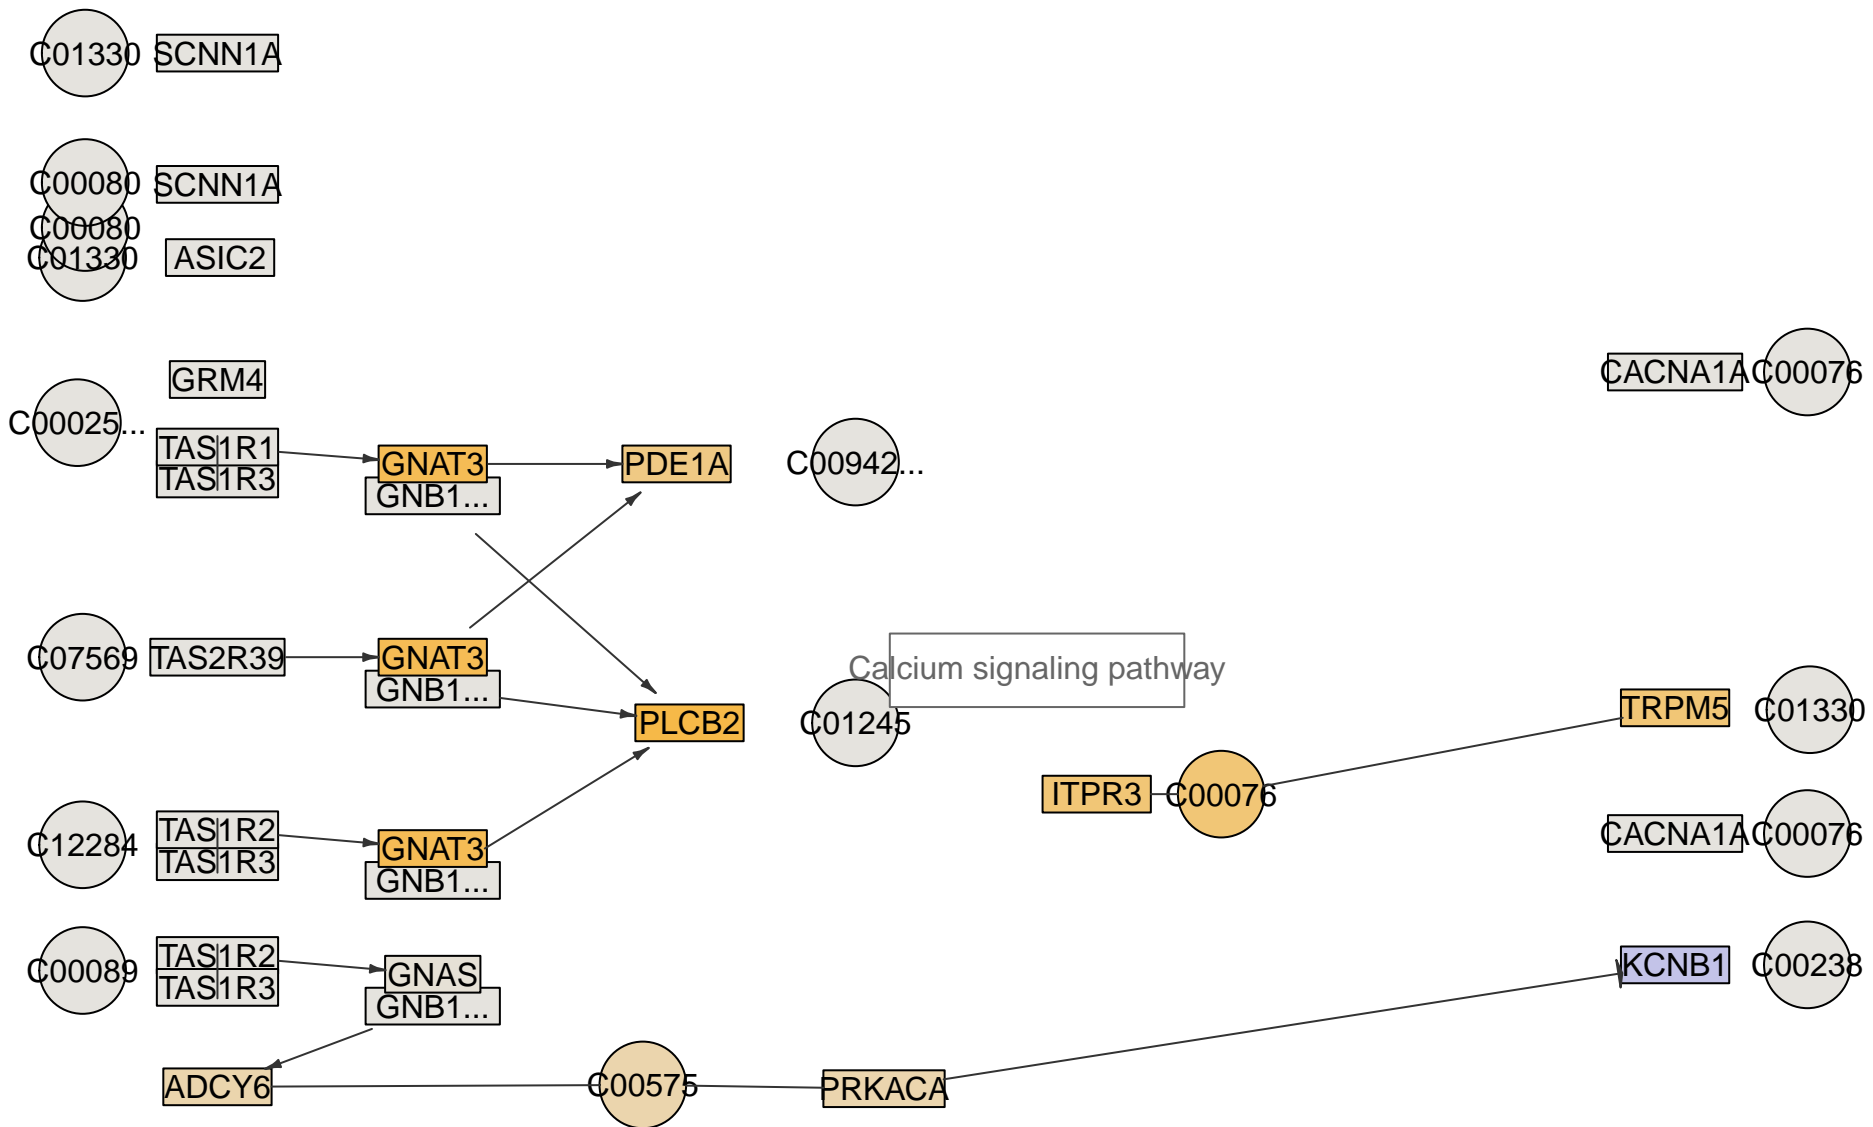 C01330 SCNN1A
C00080 SCNN1A
C00080
C01330 ASIC2
GRM4
CACNA1A C00076
C00025...
TAS1R1
GNAT3 PDE1A C00942...
TAS1R3
GNB1...
C07569 TAS2R39 GNAT3
Calcium signaling pathway
GNB1...
PLCB2 C01245
TRPM5 C01330
ITPR3 C00076
TAS1R2
CACNA1A C00076
C12284
GNAT3
TAS1R3
GNB1...
TAS1R2
KCNB1 C00238
C00089
GNAS
TAS1R3
GNB1...
ADCY6 C00575 PRKACA